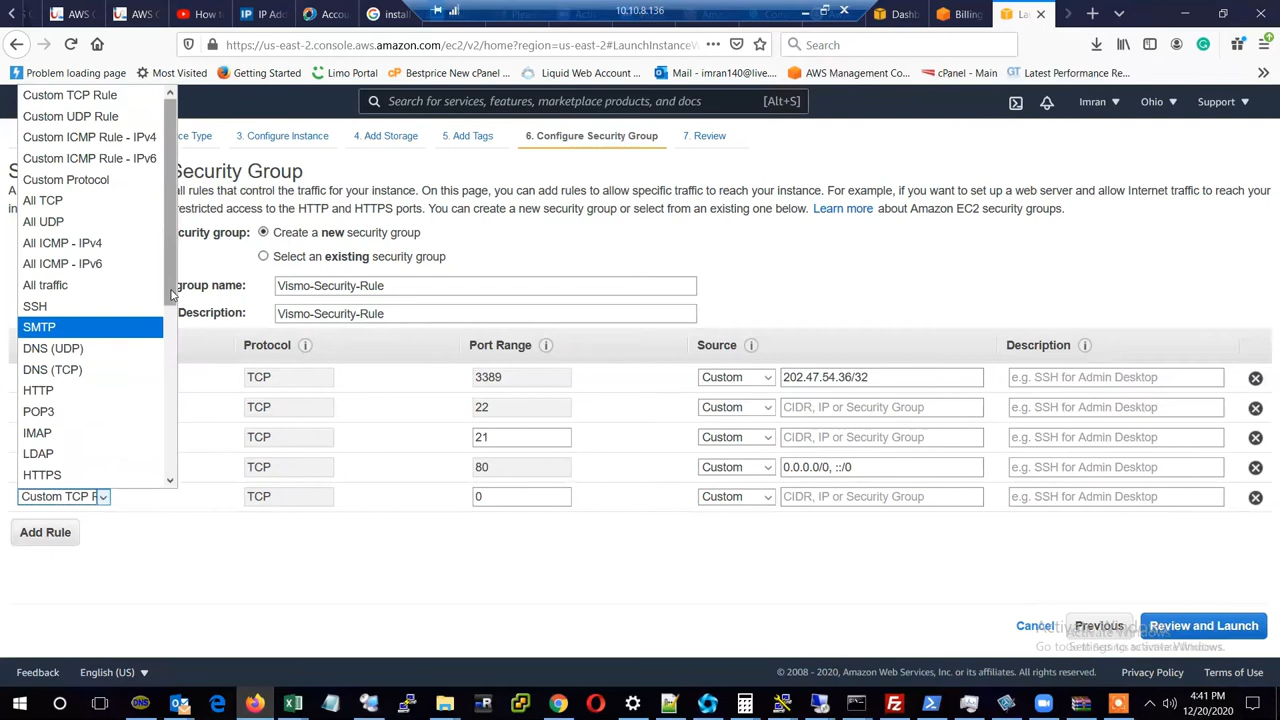 AWS
AWS C
How t
IP Add
Accou
install
10.10.8.136
Dashb
Billing
La
https://us-east-2.console.aws.amazon.com/ec2/v2/home?region=us-east-2#LaunchInstanceW
Search
Problem loading page
Most Visited
Getting Started
Limo Portal
Bestprice New cPanel ...
Liquid Web Account ...
Mail - imran140@live....
AWS Management Co...
cPanel - Main
Latest Performance Re...
Search for services, features, marketplace products, and docs
[Alt+S]
Imran
Ohio
Support
ce Type
3. Configure Instance
4. Add Storage
5. Add Tags
6. Configure Security Group
7. Review
Security Group
all rules that control the traffic for your instance. On this page, you can add rules to allow specific traffic to reach your instance. For example, if you want to set up a web server and allow Internet traffic to reach your
restricted access to the HTTP and HTTPS ports. You can create a new security group or select from an existing one below. Learn more about Amazon EC2 security groups.
curity group:
Create a new security group
Select an existing security group
group name:
Vismo-Security-Rule
Description:
Vismo-Security-Rule
Custom TCP Rule
Custom UDP Rule
Custom ICMP Rule - IPv4
Custom ICMP Rule - IPv6
Custom Protocol
All TCP
All UDP
All ICMP - IPv4
All ICMP - IPv6
All traffic
SSH
SMTP
DNS (UDP)
DNS (TCP)
HTTP
POP3
IMAP
LDAP
HTTPS
Protocol
Port Range
Source
Description
TCP 3389 Custom 202.47.54.36/32 e.g. SSH for Admin Desktop
TCP 22 Custom CIDR, IP or Security Group e.g. SSH for Admin Desktop
TCP 21 Custom CIDR, IP or Security Group e.g. SSH for Admin Desktop
TCP 80 Custom 0.0.0.0/0, ::/0 e.g. SSH for Admin Desktop
Custom TCP R TCP 0 Custom CIDR, IP or Security Group e.g. SSH for Admin Desktop
Add Rule
Cancel
Previous
Review and Launch
Activate Windows
Go to Settings to activate Windows.
Feedback
English (US)
© 2008 - 2020, Amazon Web Services, Inc. or its affiliates. All rights reserved.
Privacy Policy
Terms of Use
4:41 PM
12/20/2020